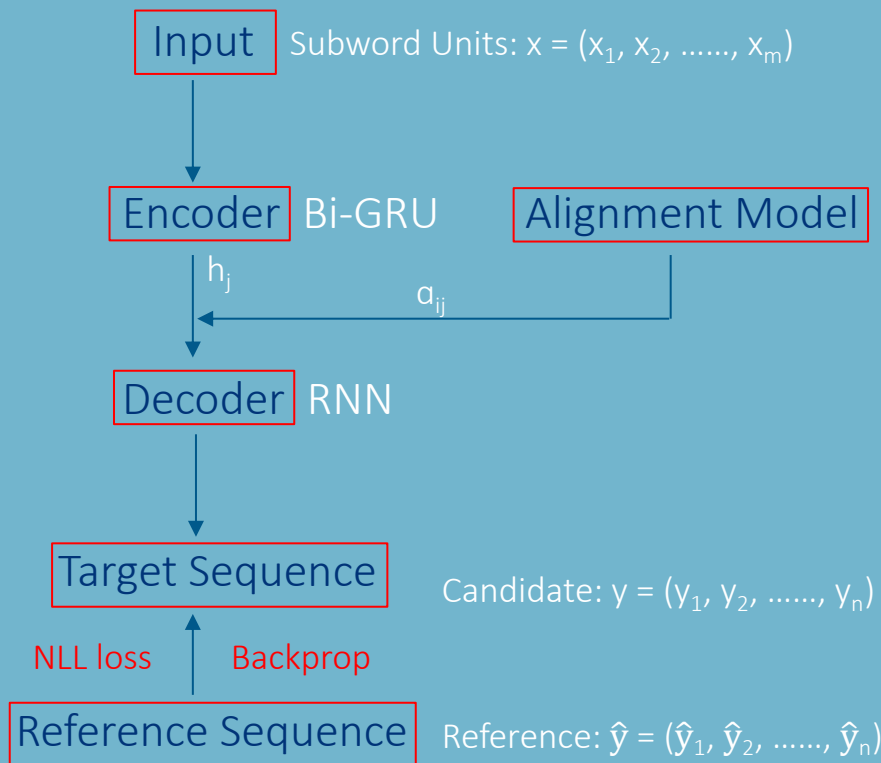 Input Subword Units: x = (x₁, x₂, ……, xₘ)
Encoder Bi-GRU Alignment Model
hⱼ
αᵢⱼ
Decoder RNN
Target Sequence
Candidate: y = (y₁, y₂, ……, yₙ)
NLL loss Backprop
Reference Sequence Reference: ŷ = (ŷ₁, ŷ₂, ……, ŷₙ)